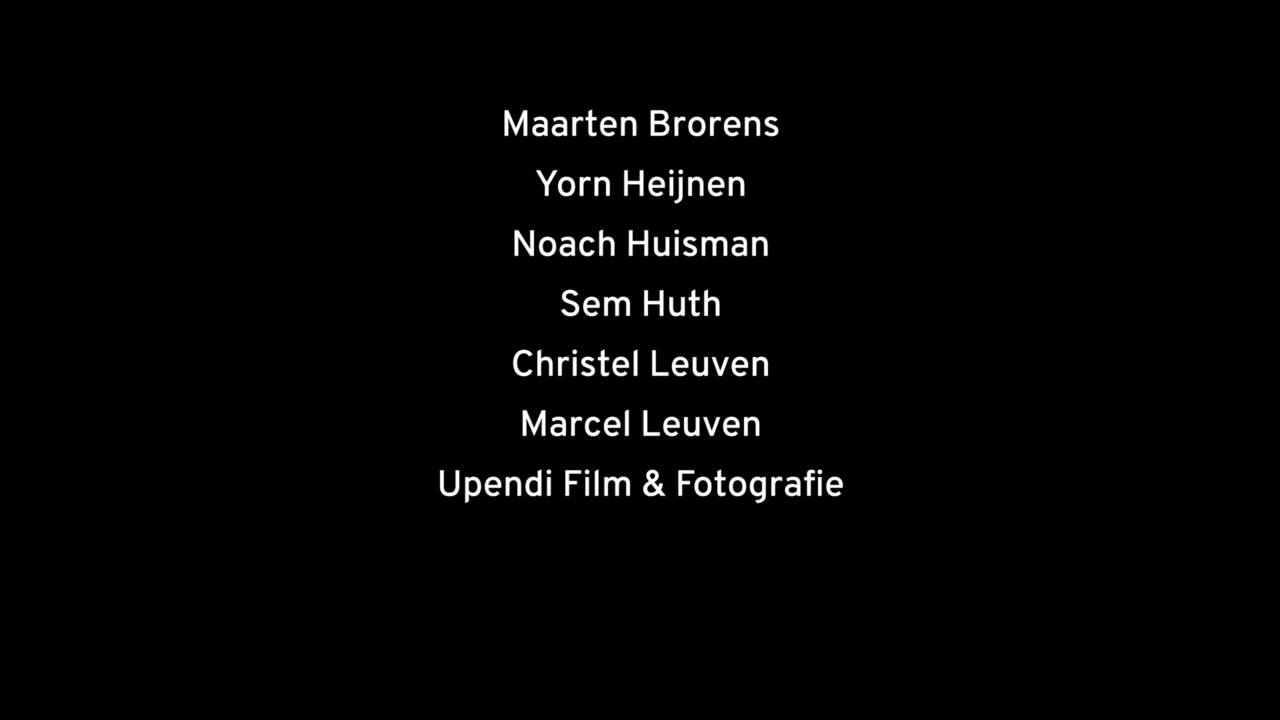 Maarten Brorens
Yorn Heijnen
Noach Huisman
Sem Huth
Christel Leuven
Marcel Leuven
Upendi Film & Fotografie